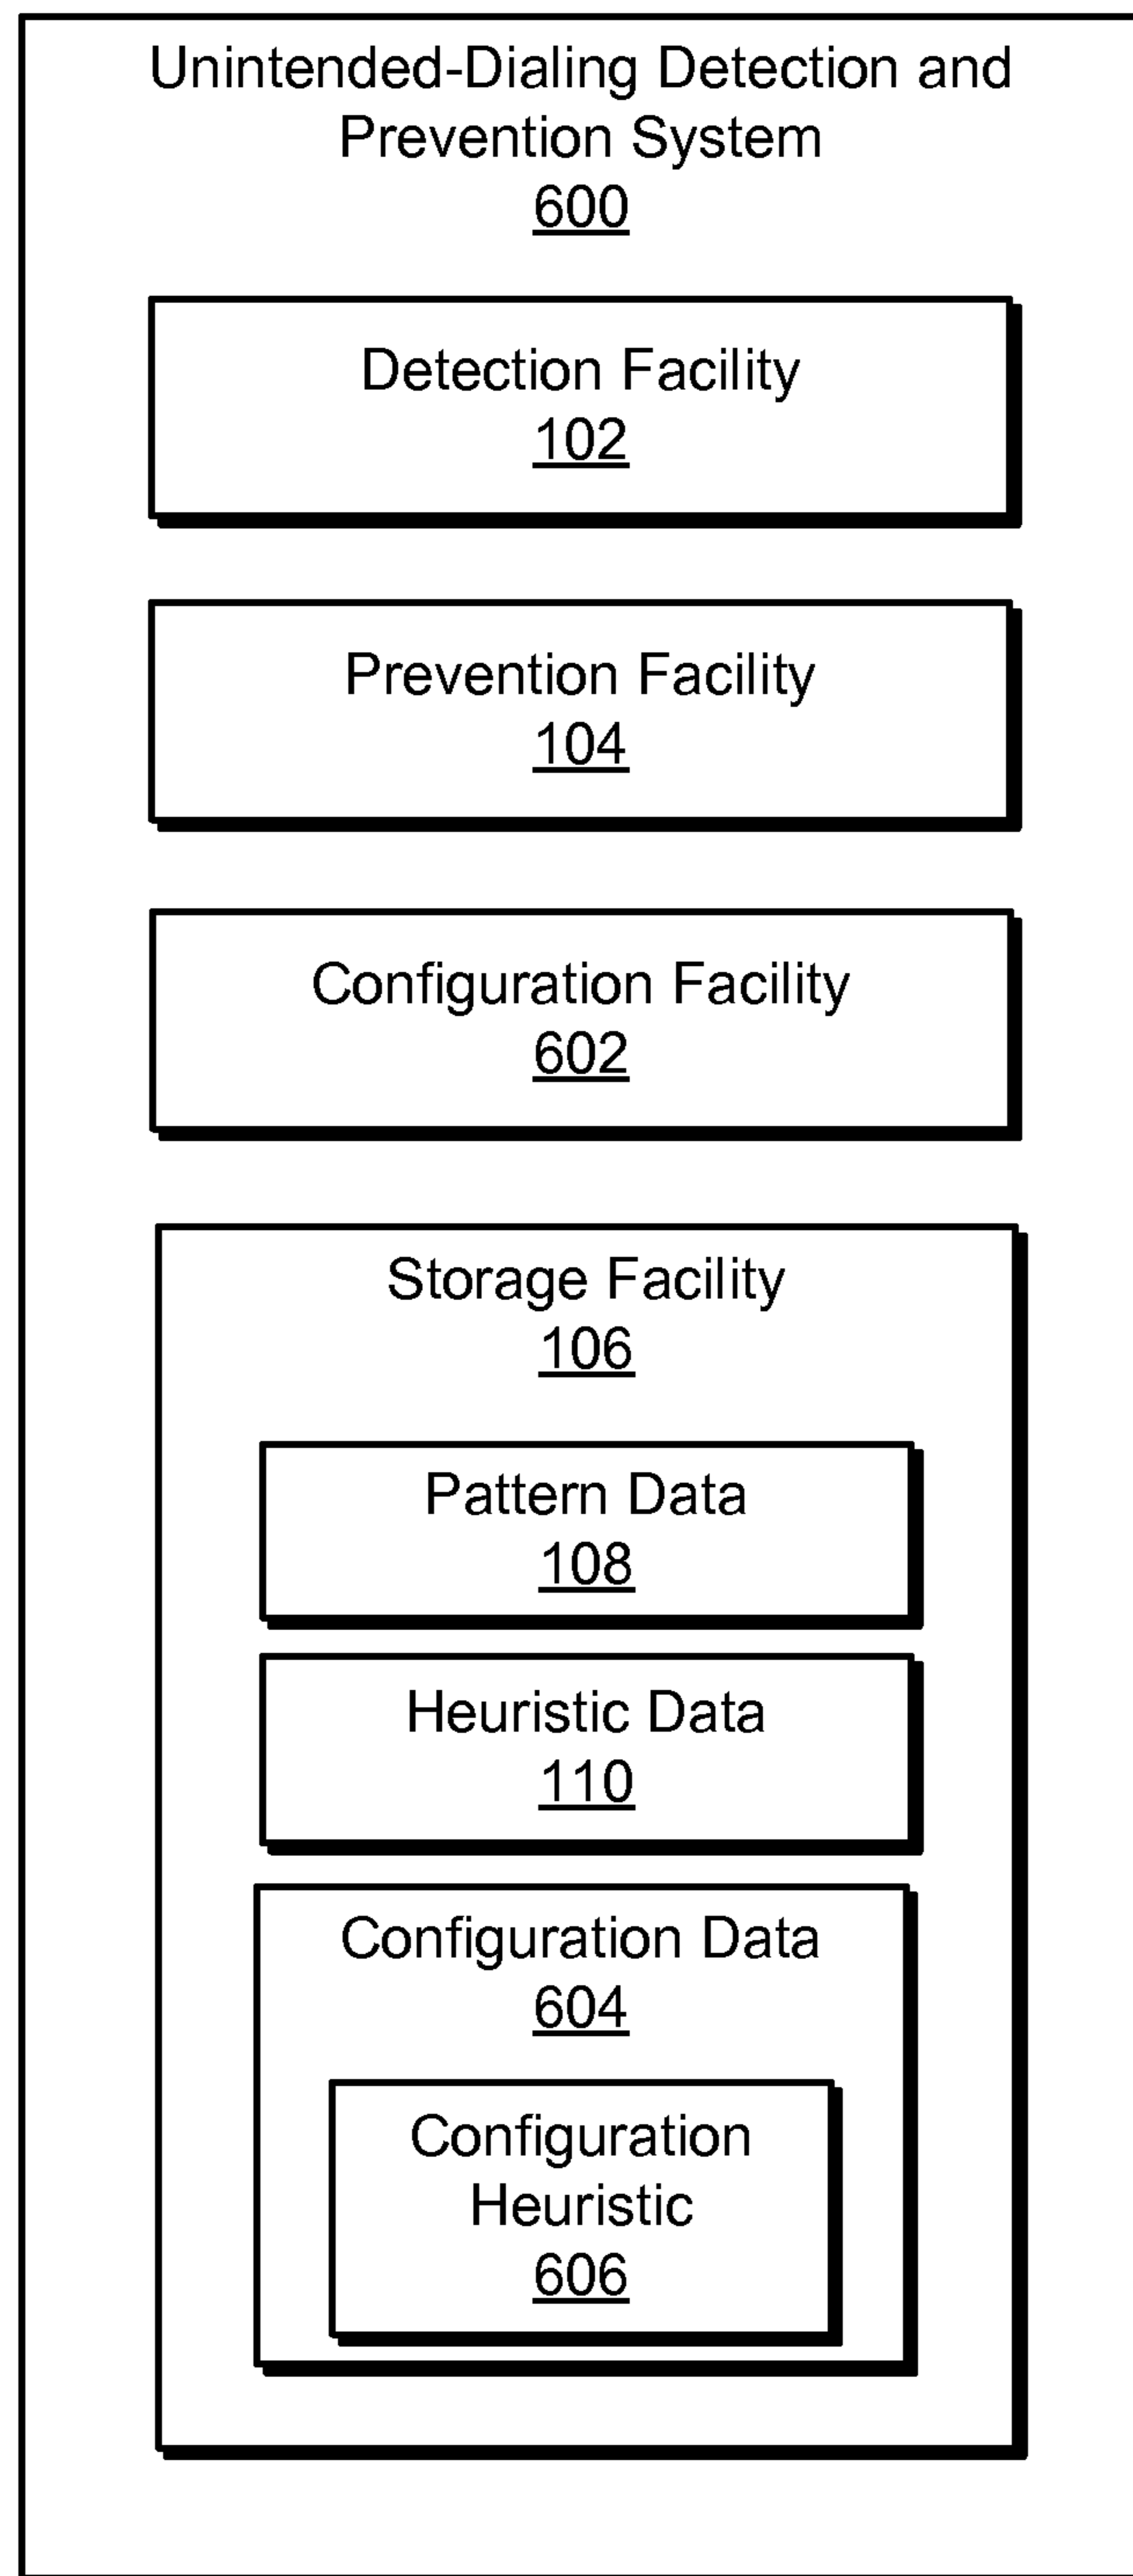 Unintended-Dialing Detection and
Prevention System
600
Detection Facility
102
Prevention Facility
104
Configuration Facility
602
Storage Facility
106
Pattern Data
108
Heuristic Data
110
Configuration Data
604
Configuration
Heuristic
606